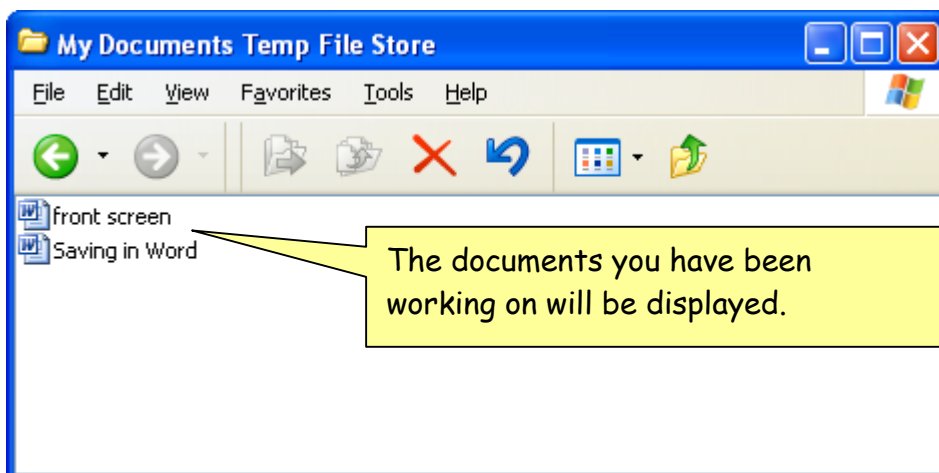 My Documents Temp File Store
File Edit View Favorites Tools Help
front screen
Saving in Word
The documents you have been
working on will be displayed.